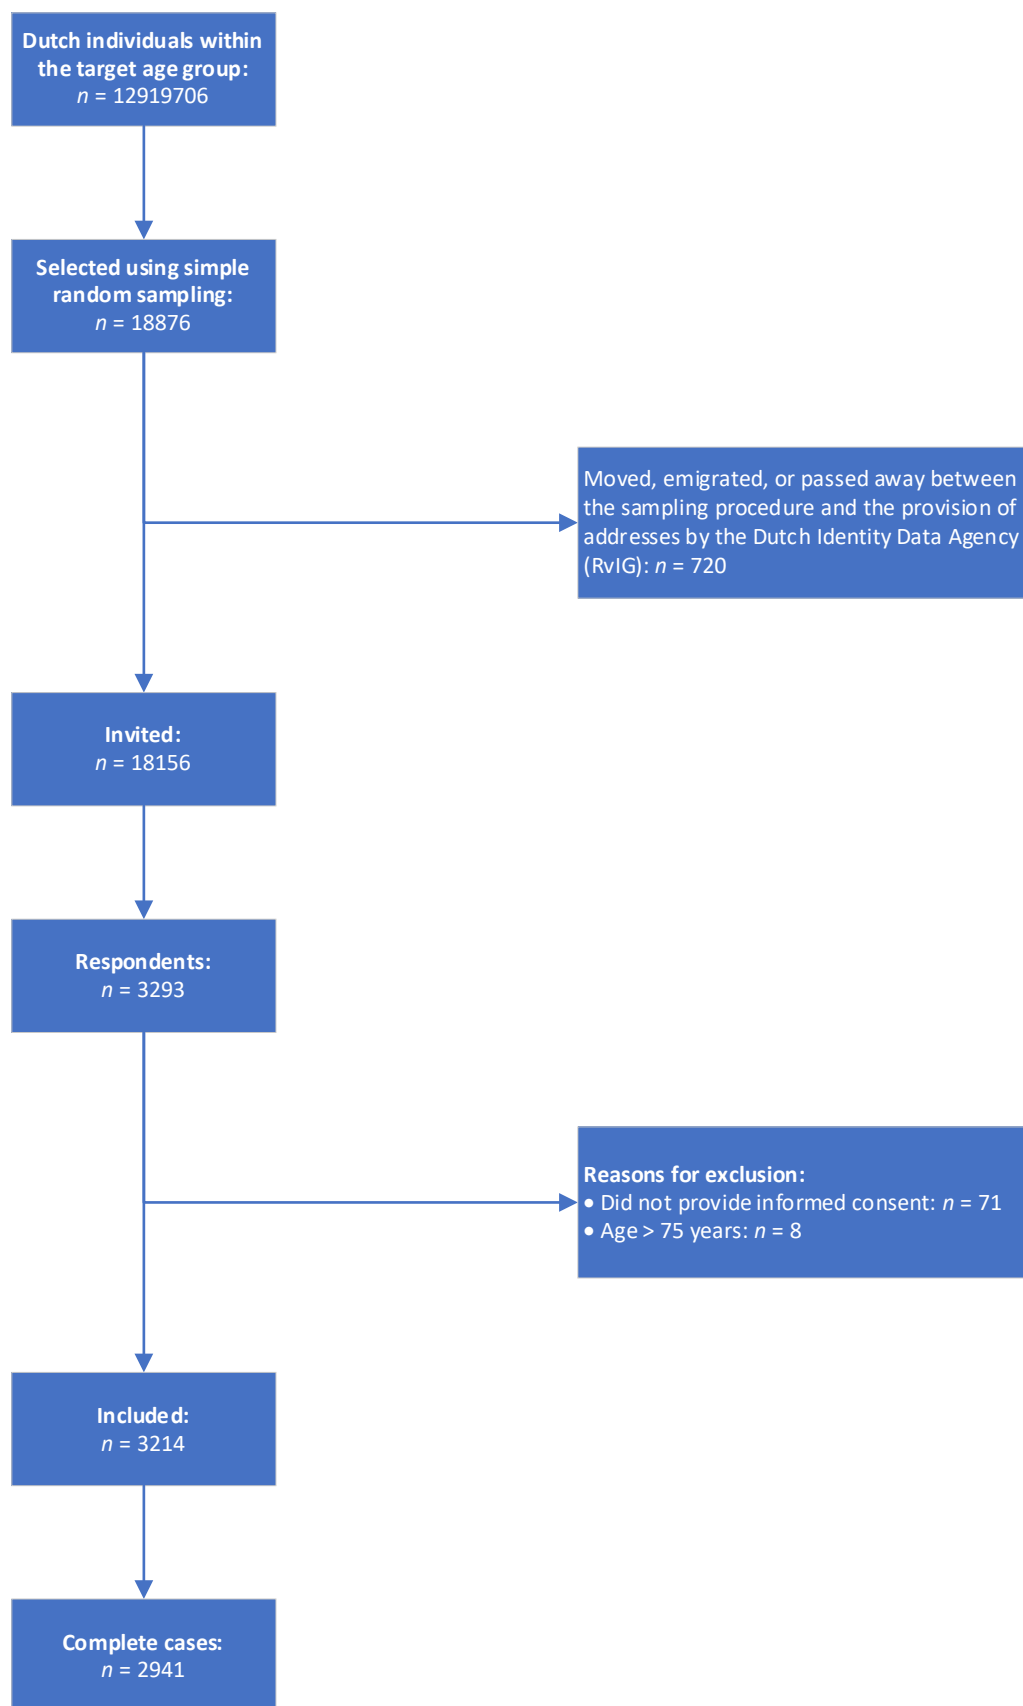 Dutch individuals within
the target age group:
n = 12919706
Selected using simple
random sampling:
n = 18876
Moved, emigrated, or passed away between
the sampling procedure and the provision of
addresses by the Dutch Identity Data Agency
(RvIG): n = 720
Invited:
n = 18156
Respondents:
n = 3293
Reasons for exclusion:
● Did not provide informed consent: n = 71
● Age > 75 years: n = 8
Included:
n = 3214
Complete cases:
n = 2941